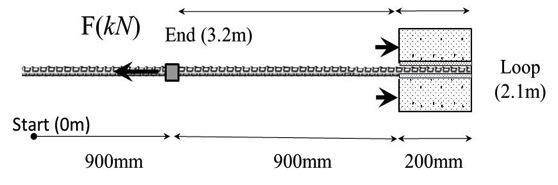 F(kN)
End (3.2m)
Loop
(2.1m)
Start (0m)
900mm
900mm
200mm